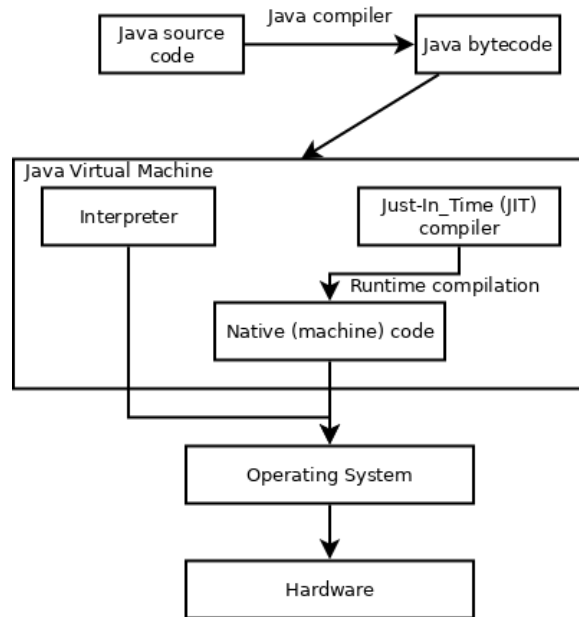 Java compiler
Java source
code
Java bytecode
Java Virtual Machine
Interpreter
Just-In_Time (JIT)
compiler
Runtime compilation
Native (machine) code
Operating System
Hardware